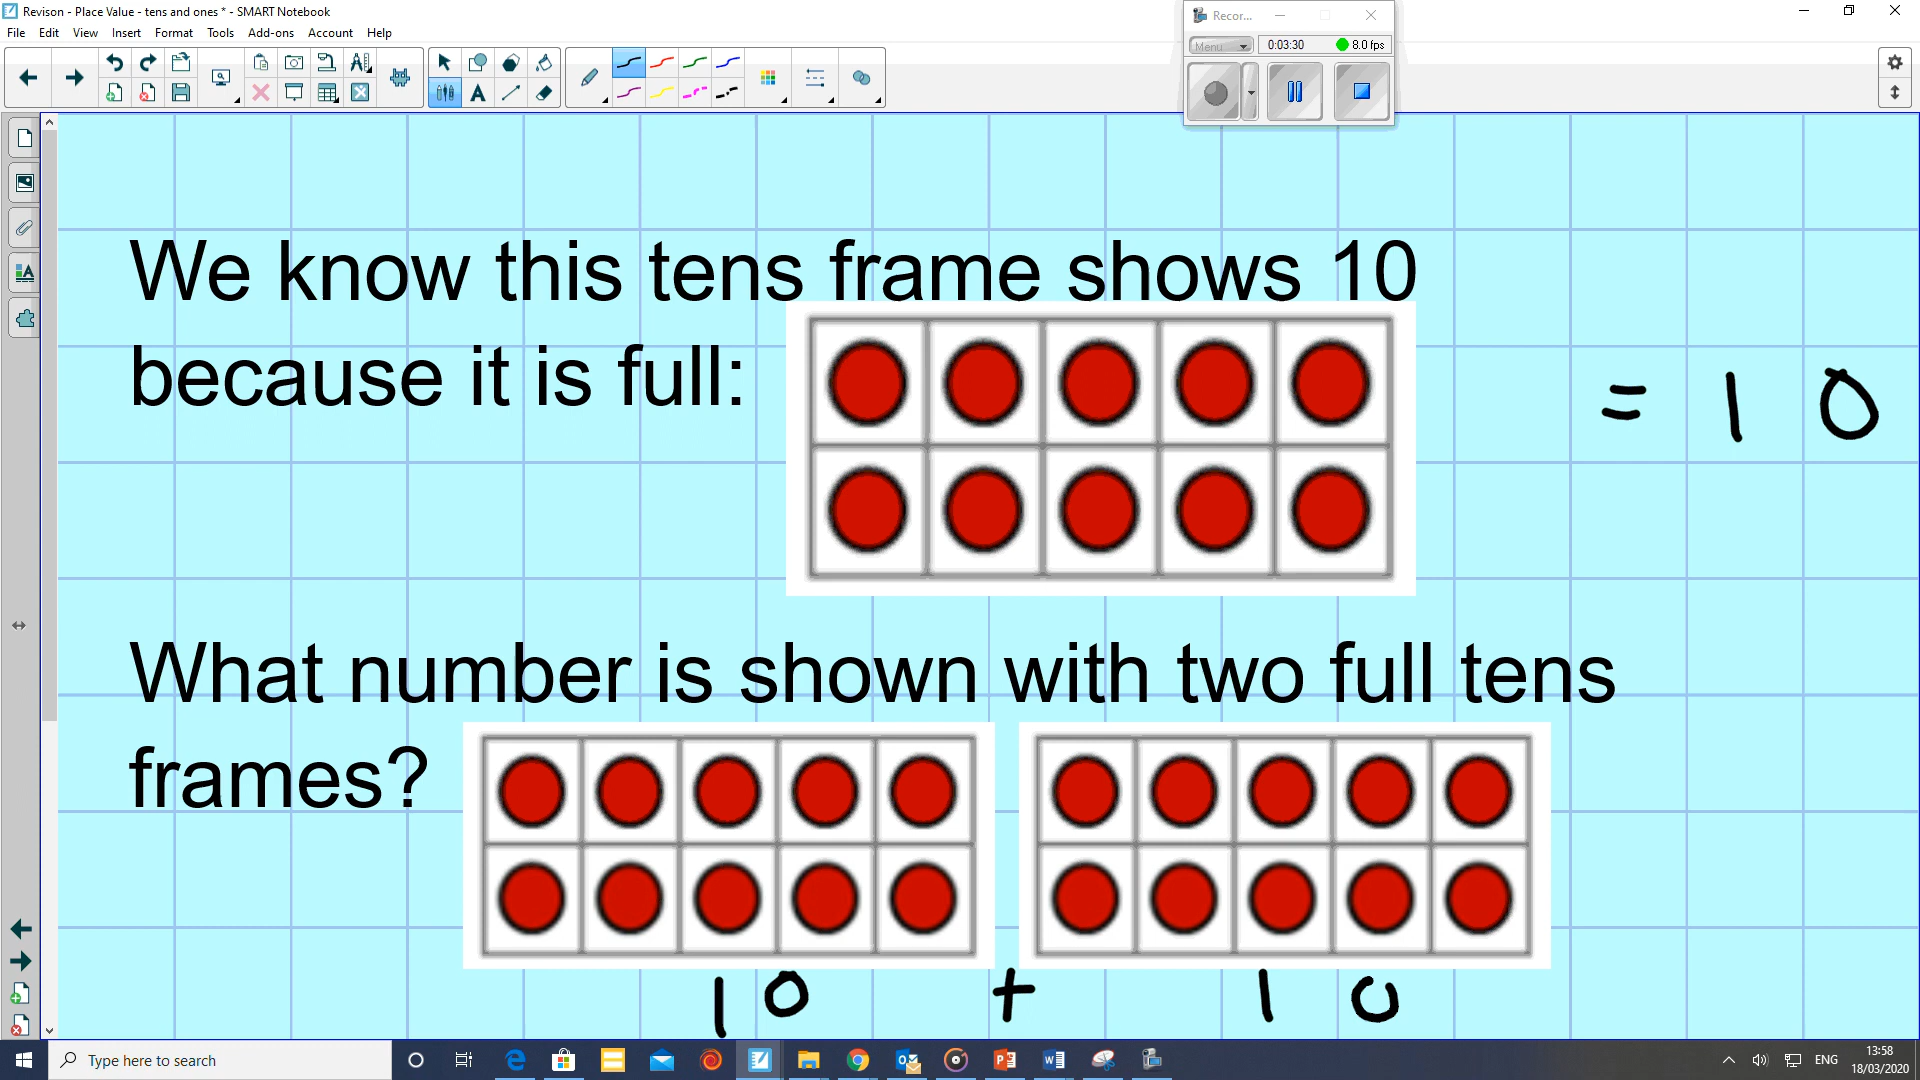 Revison - Place Value - tens and ones * - SMART Notebook
File Edit View Insert Format Tools Add-ons Account Help
Recor...
Menu 0:03:30 8.0 fps
We know this tens frame shows 10
because it is full:
= 1 0
What number is shown with two full tens
frames?
10 + 10
Type here to search
ENG
13:58
18/03/2020